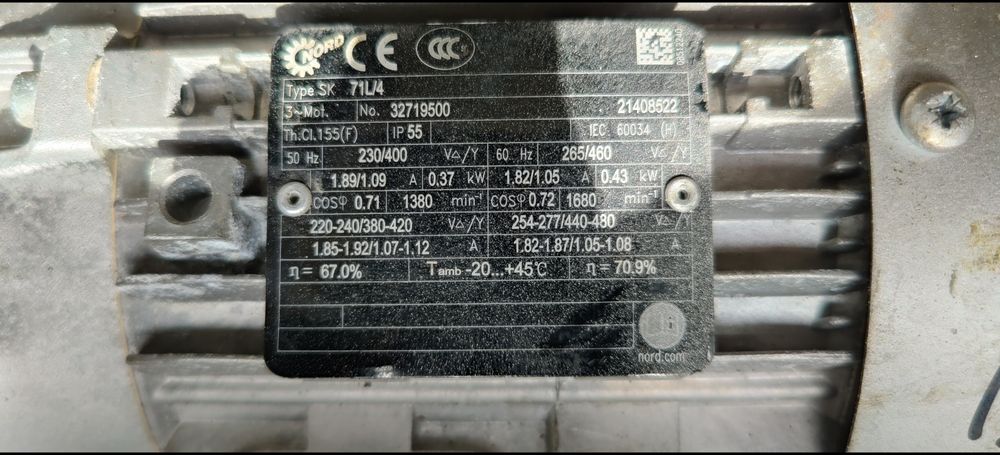 NORD CE CCC
Type SK 71L/4
3~Mot. No. 32719500 21408522
Th.Cl.155(F) IP 55 IEC 60034 (H)
50 Hz 230/400 V△/Y 60 Hz 265/460 V△/Y
1.89/1.09 A 0.37 kW 1.82/1.05 A 0.43 kW
COSφ 0.71 1380 min⁻¹ COSφ 0.72 1680 min⁻¹
220-240/380-420 V△/Y 254-277/440-480 V△/Y
1.85-1.92/1.07-1.12 A 1.82-1.87/1.05-1.08 A
η= 67.0% Tamb -20...+45℃ η= 70.9%
nord.com